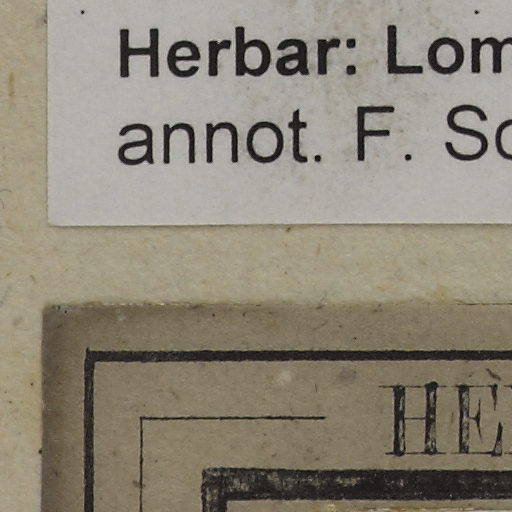 Herbar: Lom
annot. F. Sc
HE